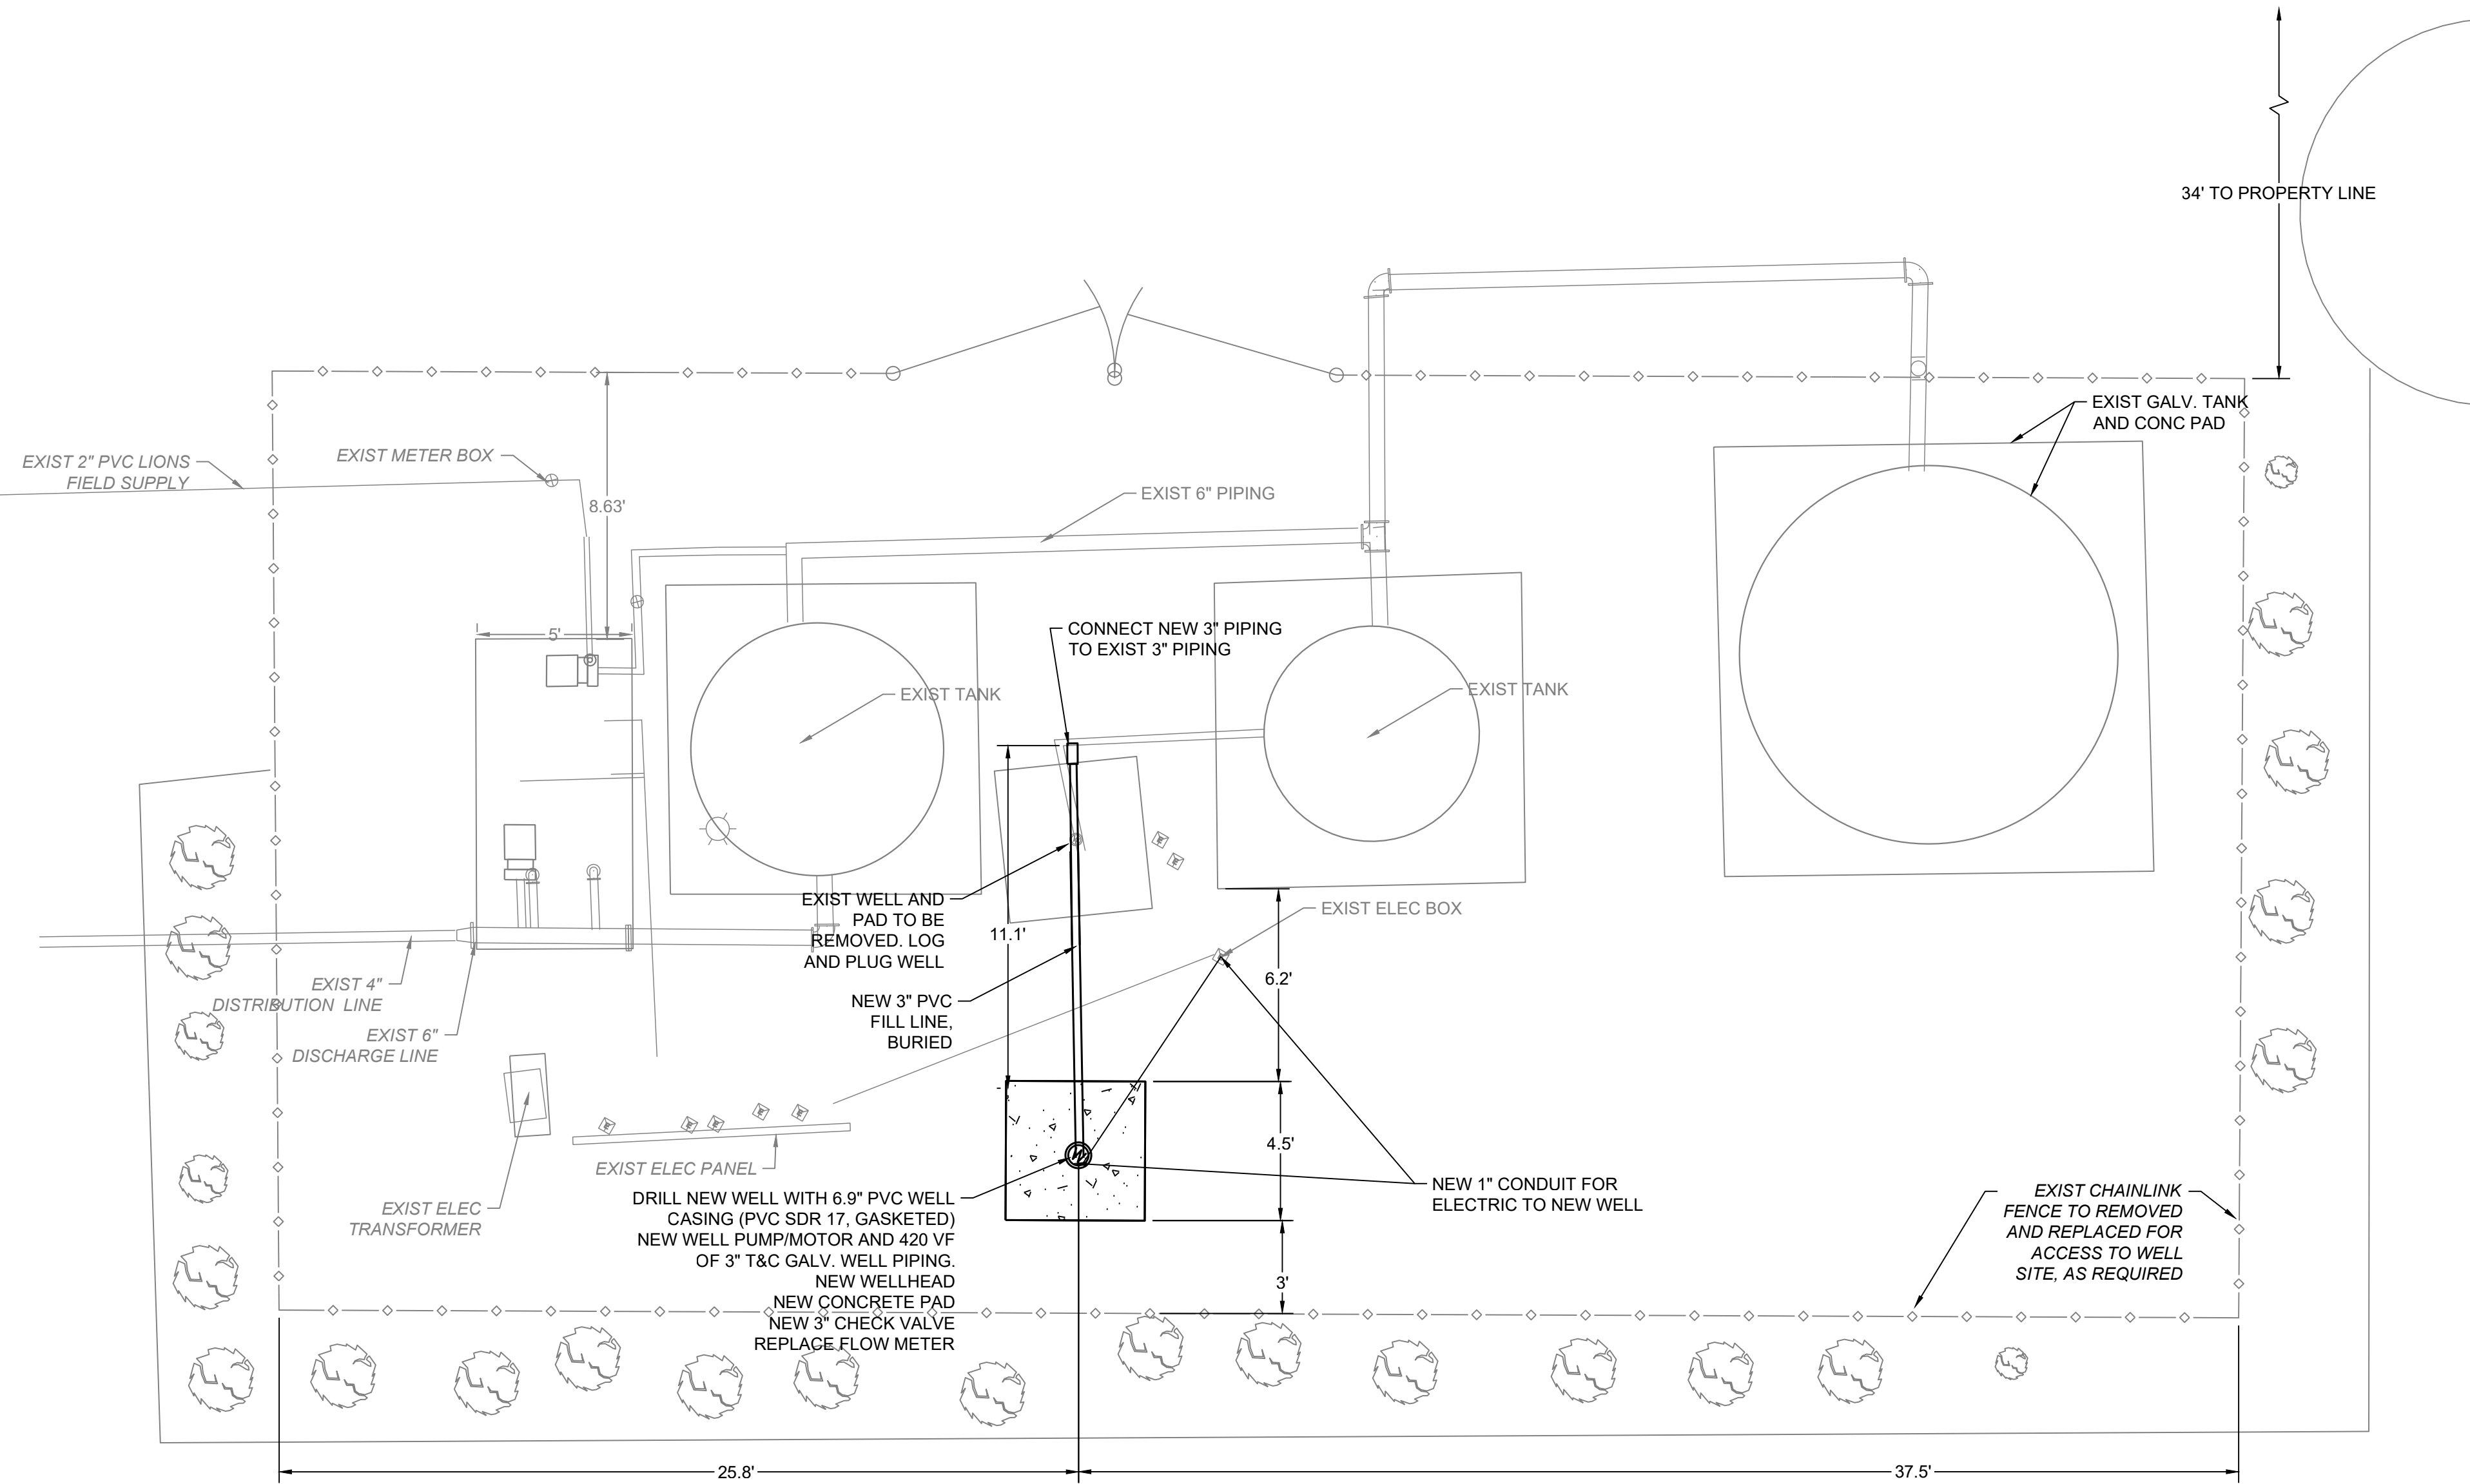 34' TO PROPERTY LINE
EXIST GALV. TANK
AND CONC PAD
EXIST 2" PVC LIONS
FIELD SUPPLY
EXIST METER BOX
8.63'
EXIST 6" PIPING
5'
CONNECT NEW 3" PIPING
TO EXIST 3" PIPING
EXIST TANK
EXIST TANK
EXIST WELL AND
PAD TO BE
REMOVED. LOG
AND PLUG WELL
11.1'
EXIST ELEC BOX
6.2'
EXIST 4"
DISTRIBUTION LINE
EXIST 6"
DISCHARGE LINE
NEW 3" PVC
FILL LINE,
BURIED
4.5'
EXIST ELEC PANEL
EXIST ELEC
TRANSFORMER
DRILL NEW WELL WITH 6.9" PVC WELL
CASING (PVC SDR 17, GASKETED)
NEW WELL PUMP/MOTOR AND 420 VF
OF 3" T&C GALV. WELL PIPING.
NEW WELLHEAD
NEW CONCRETE PAD
NEW 3" CHECK VALVE
REPLACE FLOW METER
NEW 1" CONDUIT FOR
ELECTRIC TO NEW WELL
EXIST CHAINLINK
FENCE TO REMOVED
AND REPLACED FOR
ACCESS TO WELL
SITE, AS REQUIRED
3'
25.8'
37.5'